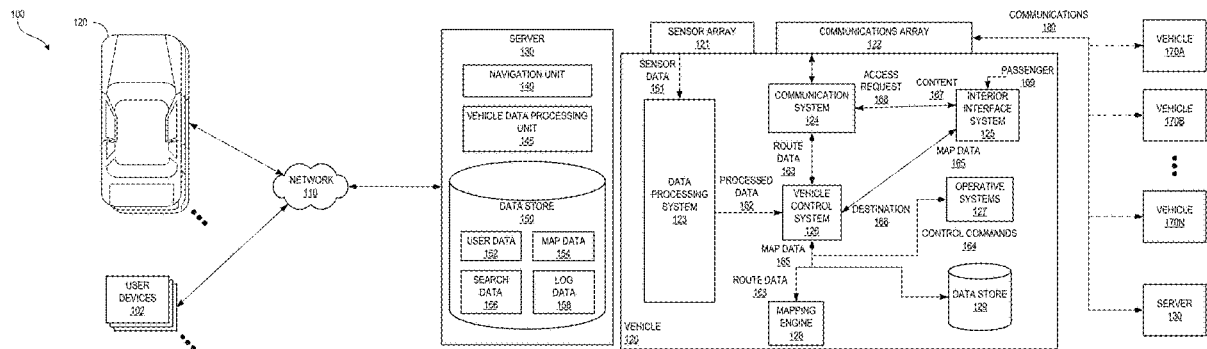 100
120
USER DEVICES
102
NETWORK
110
SERVER
130
NAVIGATION UNIT
140
VEHICLE DATA PROCESSING
UNIT
145
DATA STORE
150
USER DATA
152
MAP DATA
154
SEARCH
DATA
156
LOG
DATA
158
SENSOR ARRAY
121
COMMUNICATIONS ARRAY
122
SENSOR
DATA
161
DATA
PROCESSING
SYSTEM
123
PROCESSED
DATA
162
COMMUNICATION
SYSTEM
124
ACCESS
REQUEST
168
CONTENT
167
PASSENGER
169
INTERIOR
INTERFACE
SYSTEM
125
ROUTE
DATA
163
MAP DATA
165
VEHICLE
CONTROL
SYSTEM
126
DESTINATION
166
OPERATIVE
SYSTEMS
127
CONTROL COMMANDS
164
MAP DATA
165
ROUTE DATA
163
MAPPING
ENGINE
128
DATA STORE
129
VEHICLE
120
COMMUNICATIONS
180
VEHICLE
170A
VEHICLE
170B
VEHICLE
170N
SERVER
130